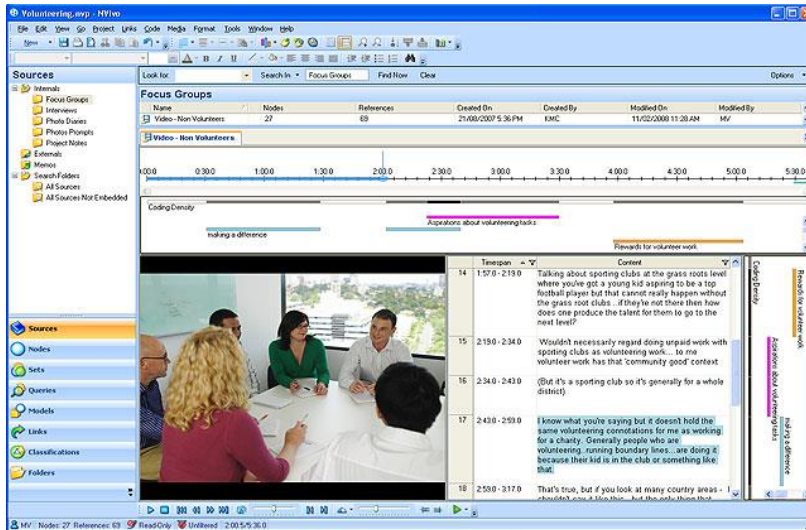 Volunteering.nvp - NVivo
File Edit View Go Project Links Code Media Format Tools Window Help
New
Sources
Look for Search In Focus Groups Find Now Clear Options
Internals
Focus Groups
Interviews
Photo Diaries
Photos Prompts
Project Notes
Externals
Memos
Search Folders
All Sources
All Sources Not Embedded
Focus Groups
Name Nodes References Created On Created By Modified On Modified By
Video - Non Volunteers 27 69 21/08/2007 5:36 PM KMC 11/02/2008 11:28 AM MV
Video - Non Volunteers
0:30 1:00.0 1:30.0 2:00.0 2:30.0 3:00.0 3:30.0 4:00.0 4:30.0 5:00.0
Coding Density
Aspirations about volunteering tasks
making a difference
Rewards for volunteer work
Timespan Content
14 1:57.0 - 2:19.0 Talking about sporting clubs at the grass roots level
where you've got a young kid aspiring to be a top
football player but that cannot really happen without
the grass root clubs... if they're not there then how
does one produce the talent for them to go to the
next level?
15 2:19.0 - 2:34.0 'Wouldn't necessarily regard doing unpaid work with
sporting clubs as volunteering work... to me
volunteer work has that 'community good' context
16 2:34.0 - 2:43.0 (But it's a sporting club so it's generally for a whole
district)
17 2:43.0 - 2:59.0 I know what you're saying but it doesn't hold the
same volunteering connotations for me as working
for a charity. Generally people who are
volunteering..running boundary lines...are doing it
because their kid is in the club or something like
that.
18 2:59.0 - 3:17.0 That's true, but if you look at many country areas - I
Coding Density
Rewards for volunteer work
Aspirations about volunteering tasks
making a difference
Sources
Nodes
Sets
Queries
Models
Links
Classifications
Folders
MV Nodes: 27 References: 69 ReadOnly Unfiltered 2:00.5/5:36.0